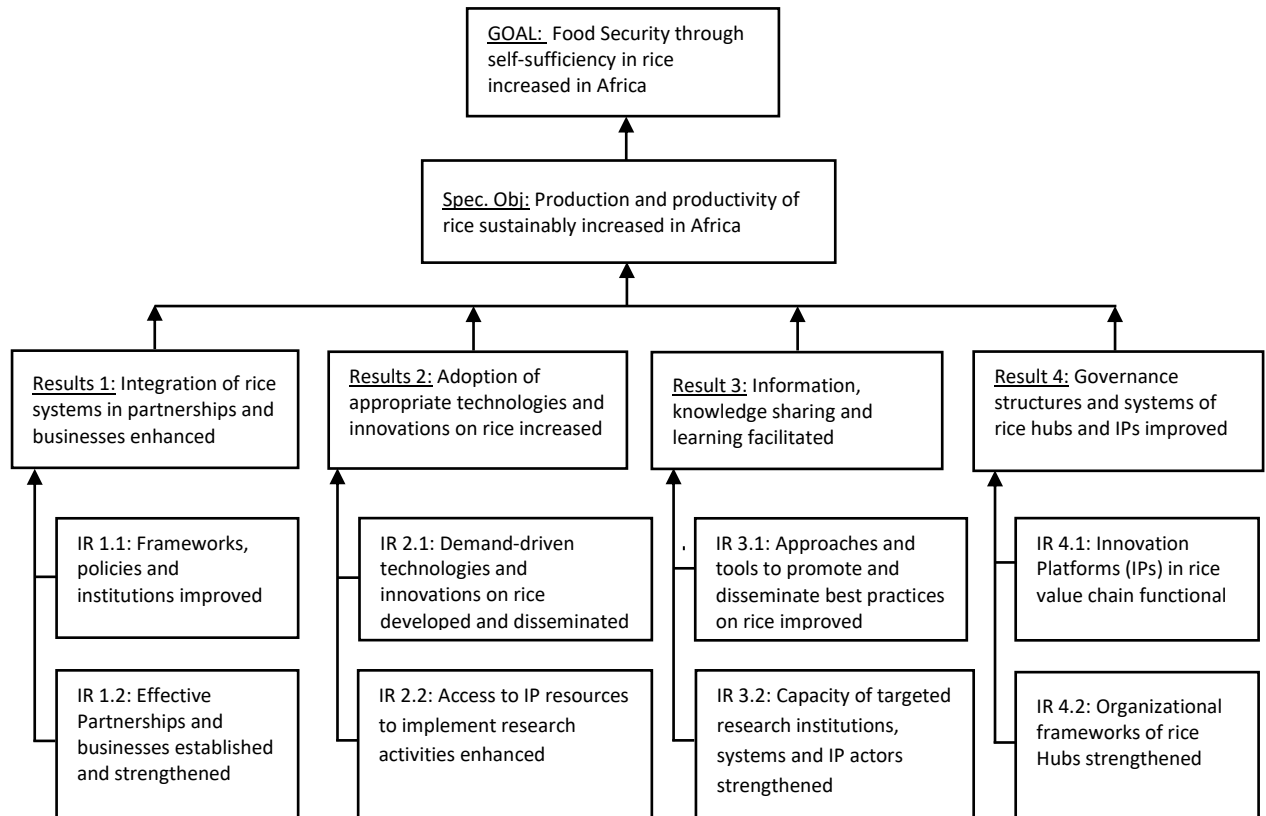 GOAL: Food Security through
self-sufficiency in rice
increased in Africa
Spec. Obj: Production and productivity of
rice sustainably increased in Africa
Results 1: Integration of rice
systems in partnerships and
businesses enhanced
Results 2: Adoption of
appropriate technologies and
innovations on rice increased
Result 3: Information,
knowledge sharing and
learning facilitated
Result 4: Governance
structures and systems of
rice hubs and IPs improved
IR 1.1: Frameworks,
policies and
institutions improved
IR 2.1: Demand-driven
technologies and
innovations on rice
developed and disseminated
IR 3.1: Approaches and
tools to promote and
disseminate best practices
on rice improved
IR 4.1: Innovation
Platforms (IPs) in rice
value chain functional
IR 1.2: Effective
Partnerships and
businesses established
and strengthened
IR 2.2: Access to IP resources
to implement research
activities enhanced
IR 3.2: Capacity of targeted
research institutions,
systems and IP actors
strengthened
IR 4.2: Organizational
frameworks of rice
Hubs strengthened